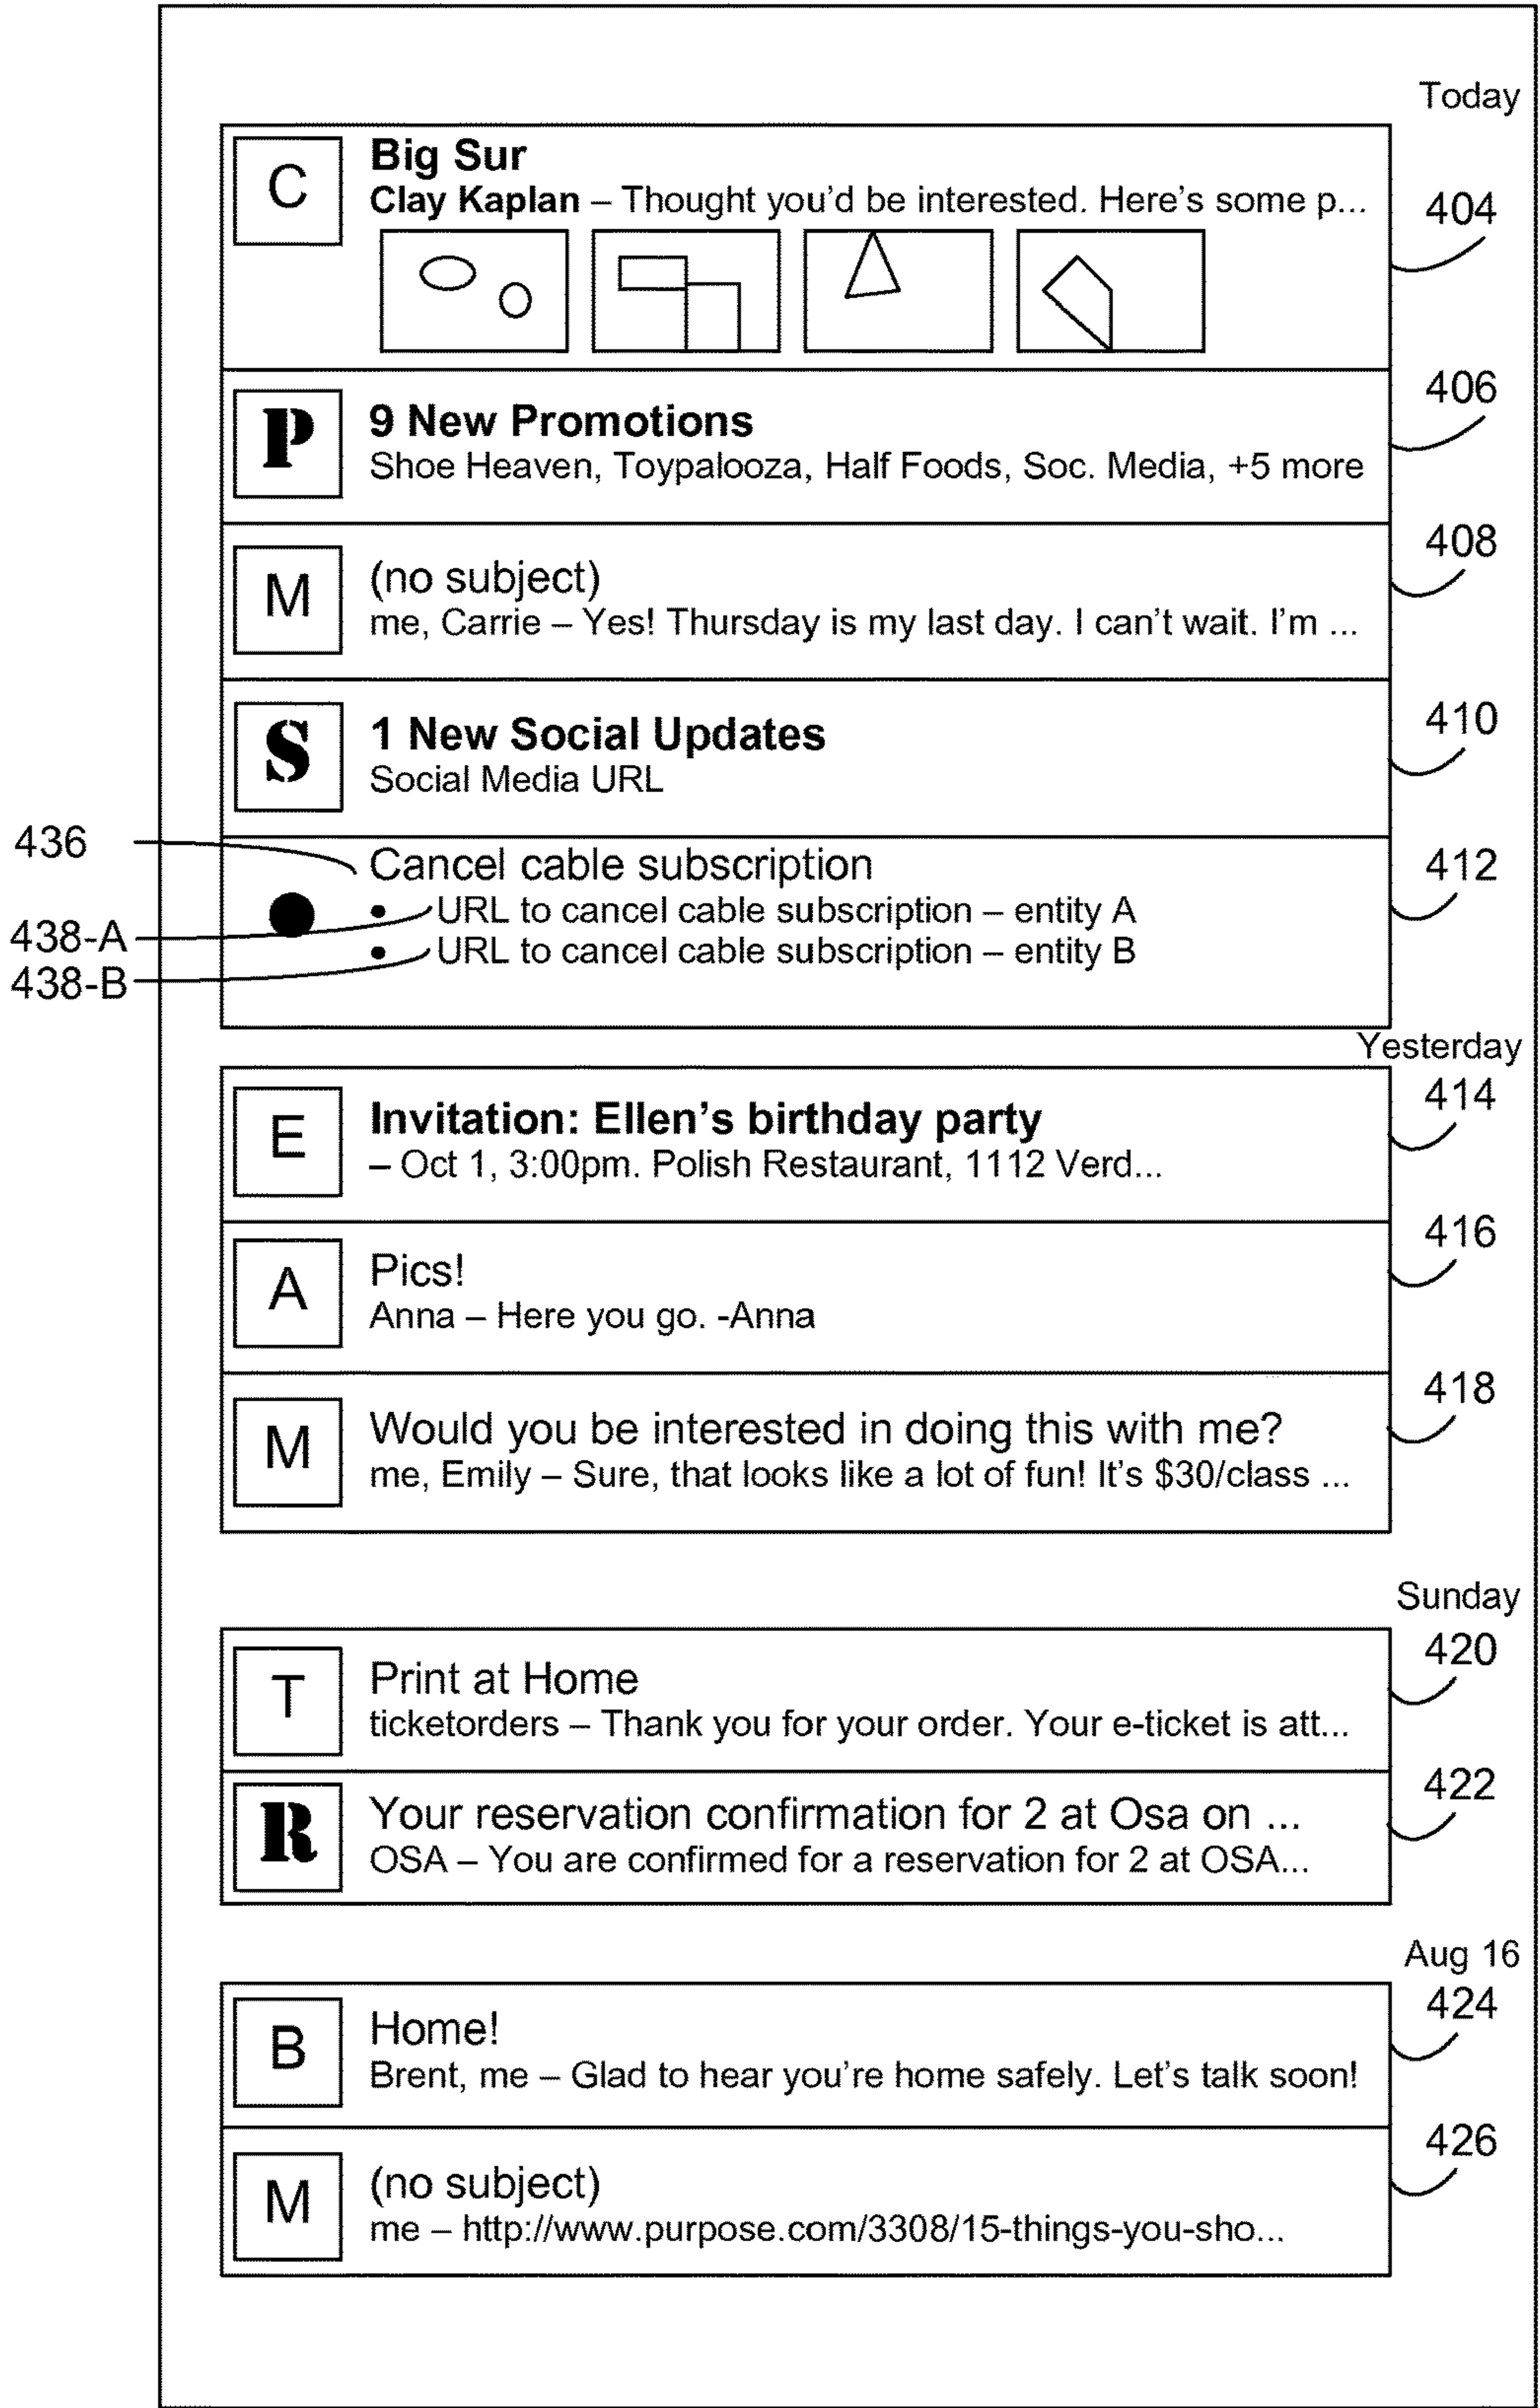 Today
C
Big Sur
Clay Kaplan – Thought you'd be interested. Here's some p...
404
P
9 New Promotions
Shoe Heaven, Toypalooza, Half Foods, Soc. Media, +5 more
406
M
(no subject)
me, Carrie – Yes! Thursday is my last day. I can't wait. I'm ...
408
S
1 New Social Updates
Social Media URL
410
436
Cancel cable subscription
412
438-A
• URL to cancel cable subscription – entity A
438-B
• URL to cancel cable subscription – entity B
Yesterday
E
Invitation: Ellen's birthday party
– Oct 1, 3:00pm. Polish Restaurant, 1112 Verd...
414
A
Pics!
Anna – Here you go. -Anna
416
M
Would you be interested in doing this with me?
me, Emily – Sure, that looks like a lot of fun! It's $30/class ...
418
Sunday
T
Print at Home
ticketorders – Thank you for your order. Your e-ticket is att...
420
R
Your reservation confirmation for 2 at Osa on ...
OSA – You are confirmed for a reservation for 2 at OSA...
422
Aug 16
B
Home!
Brent, me – Glad to hear you're home safely. Let's talk soon!
424
M
(no subject)
me – http://www.purpose.com/3308/15-things-you-sho...
426